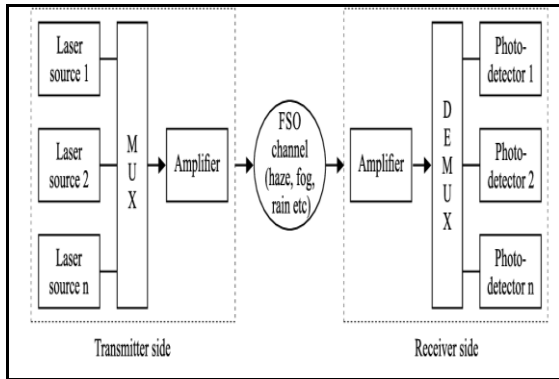 Laser
source 1
Laser
source 2
Laser
source n
M
U
X
Amplifier
FSO
channel
(haze, fog,
rain etc)
Amplifier
D
E
M
U
X
Photo-
detector 1
Photo-
detector 2
Photo-
detector n
Transmitter side
Receiver side